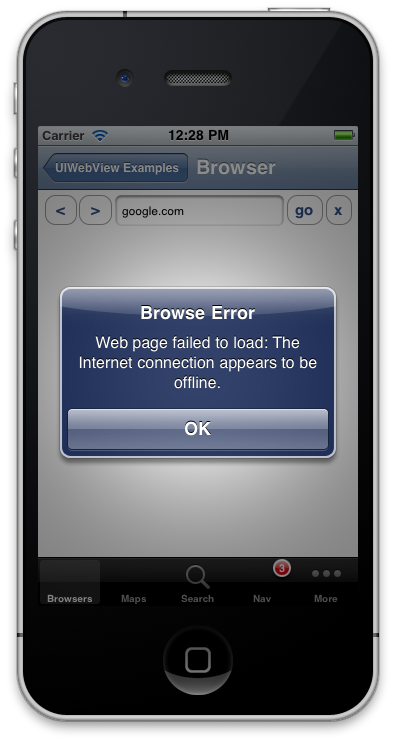 Carrier 12:28 PM
UIWebView Examples Browser
< > google.com go x
Browse Error
Web page failed to load: The
Internet connection appears to be
offline.
OK
3
Browsers Maps Search Nav More